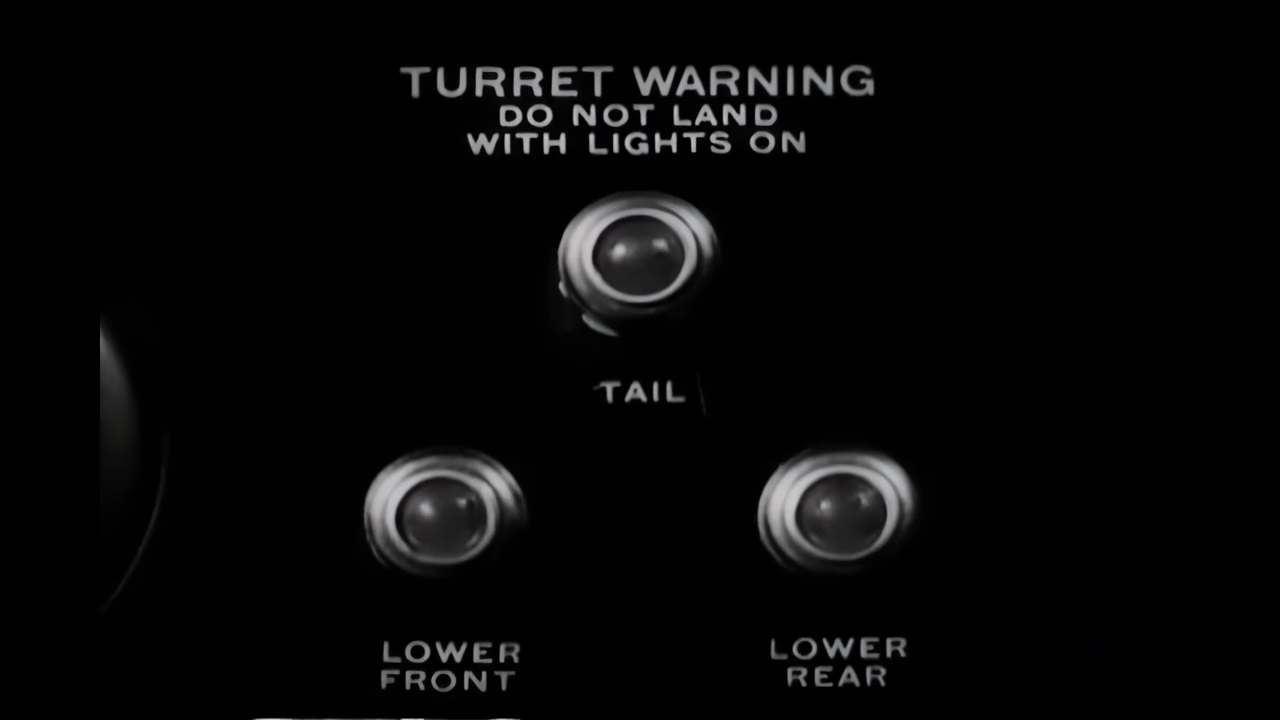 TURRET WARNING
DO NOT LAND
WITH LIGHTS ON
TAIL
LOWER
FRONT
LOWER
REAR